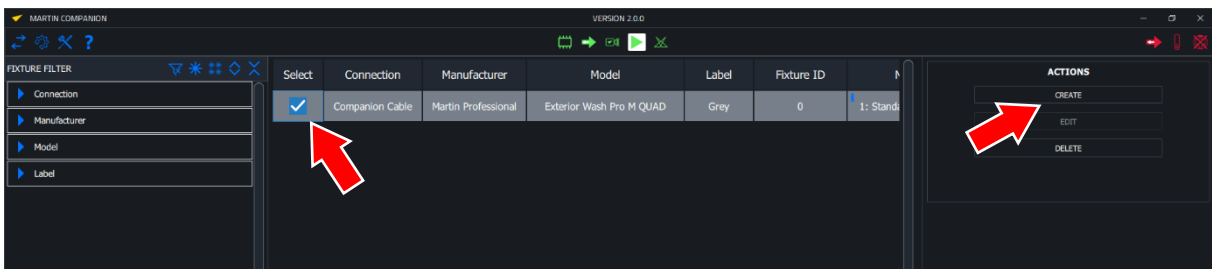 MARTIN COMPANION
VERSION 2.0.0
?
FIXTURE FILTER
Connection
Manufacturer
Model
Label
Select Connection Manufacturer Model Label Fixture ID
Companion Cable Martin Professional Exterior Wash Pro M QUAD Grey 0 1: Standa
ACTIONS
CREATE
EDIT
DELETE